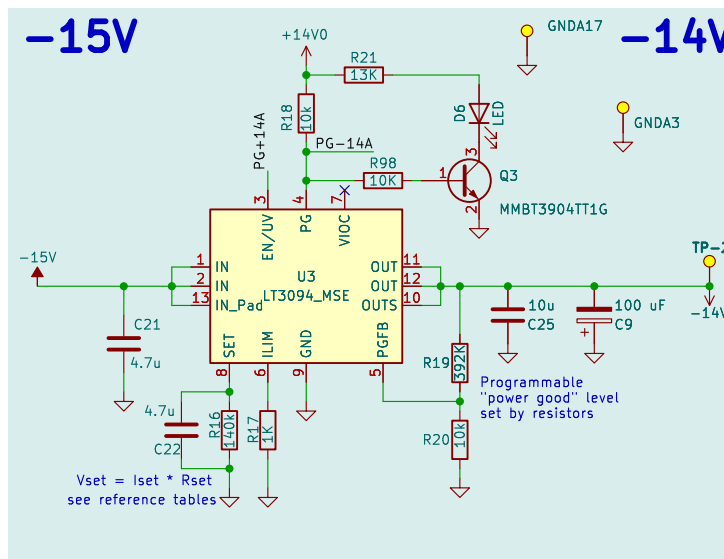 -15V
GNDA17
-14V
+14V0
R21
13K
R18
10k
D6
LED
GNDA3
PG+14A
PG-14A
R98
10K
3
1
Q3
2
MMBT3904TT1G
3
4
7
EN/UV
PG
VIOC
-15V
1
IN
2
IN
13
IN_Pad
U3
LT3094_MSE
OUT
11
OUT
12
OUTS
10
TP-2
-14V
C21
4.7u
10u
C25
100 uF
C9
+
SET
ILIM
GND
PGFB
8
6
9
5
R19
392K
Programmable
"power good" level
set by resistors
4.7u
C22
R16
140k
R17
1K
R20
10k
Vset = Iset * Rset
see reference tables